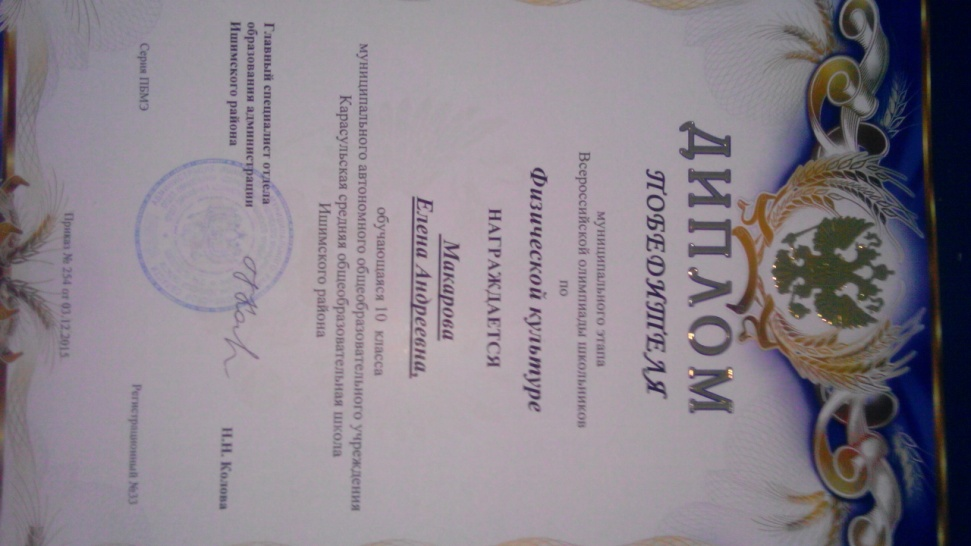 ДИПЛОМ
ПОБЕДИТЕЛЯ
муниципального этапа
Всероссийской олимпиады школьников
по
Физической культуре
НАГРАЖДАЕТСЯ
Макарова
Елена Андреевна,
обучающаяся 10 класса
муниципального автономного общеобразовательного учреждения
Карасульская средняя общеобразовательная школа
Ишимского района
Главный специалист отдела
образования администрации
Ишимского района
Н.Н. Колова
Серия ПБМЭ
Регистрационный №33
Приказ № 254 от 03.12.2015